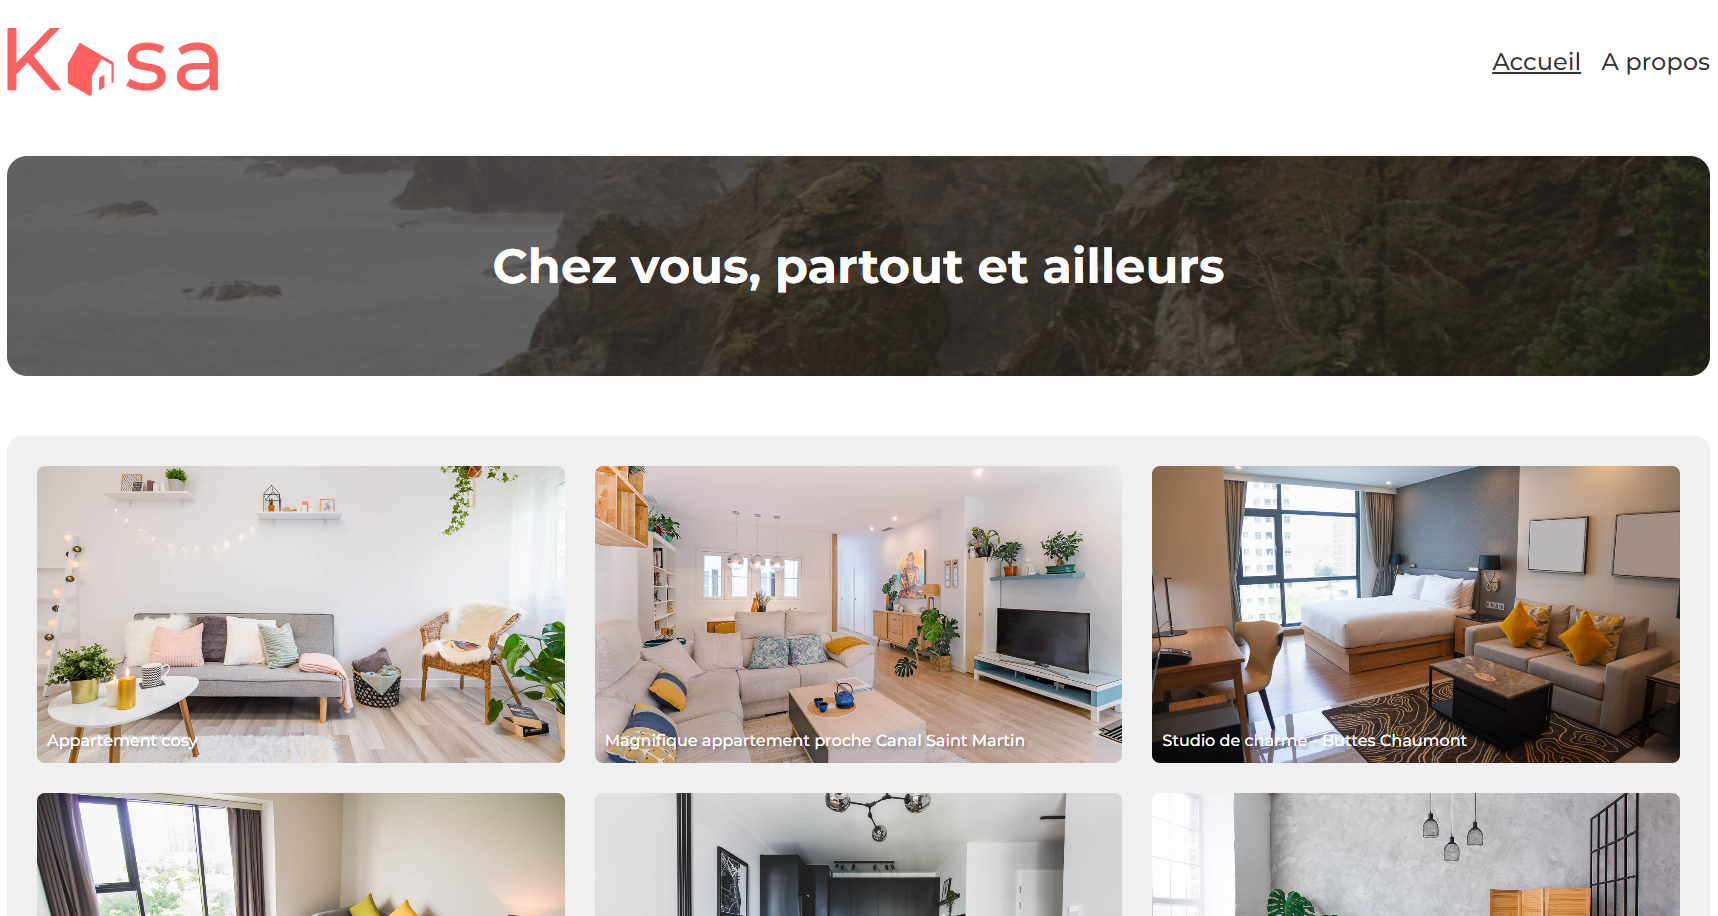 Kasa
Accueil A propos
Chez vous, partout et ailleurs
Appartement cosy
Magnifique appartement proche Canal Saint Martin
Studio de charme - Buttes Chaumont